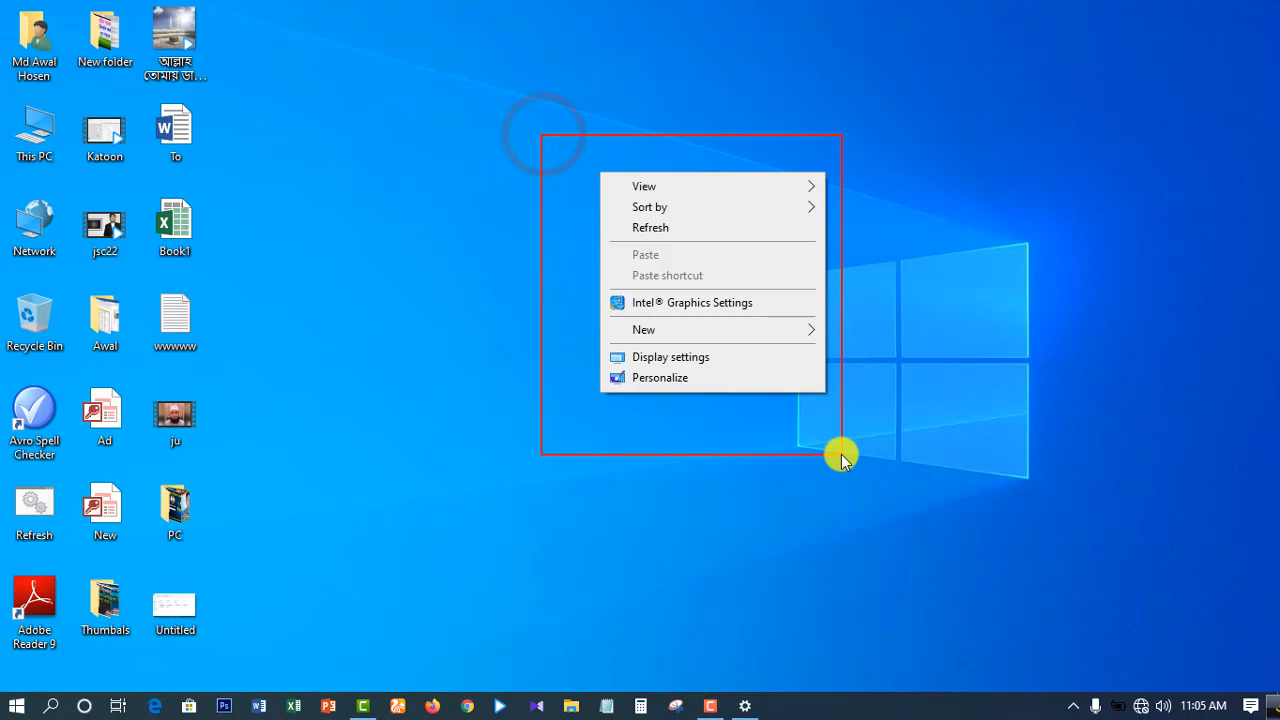 Md Awal
Hosen
New folder
আল্লাহ
তোমায় ডা...
This PC
Katoon
To
Network
jsc22
Book1
Recycle Bin
Awal
wwwww
Avro Spell
Checker
Ad
ju
Refresh
New
PC
Adobe
Reader 9
Thumbals
Untitled
View
Sort by
Refresh
Paste
Paste shortcut
Intel® Graphics Settings
New
Display settings
Personalize
11:05 AM